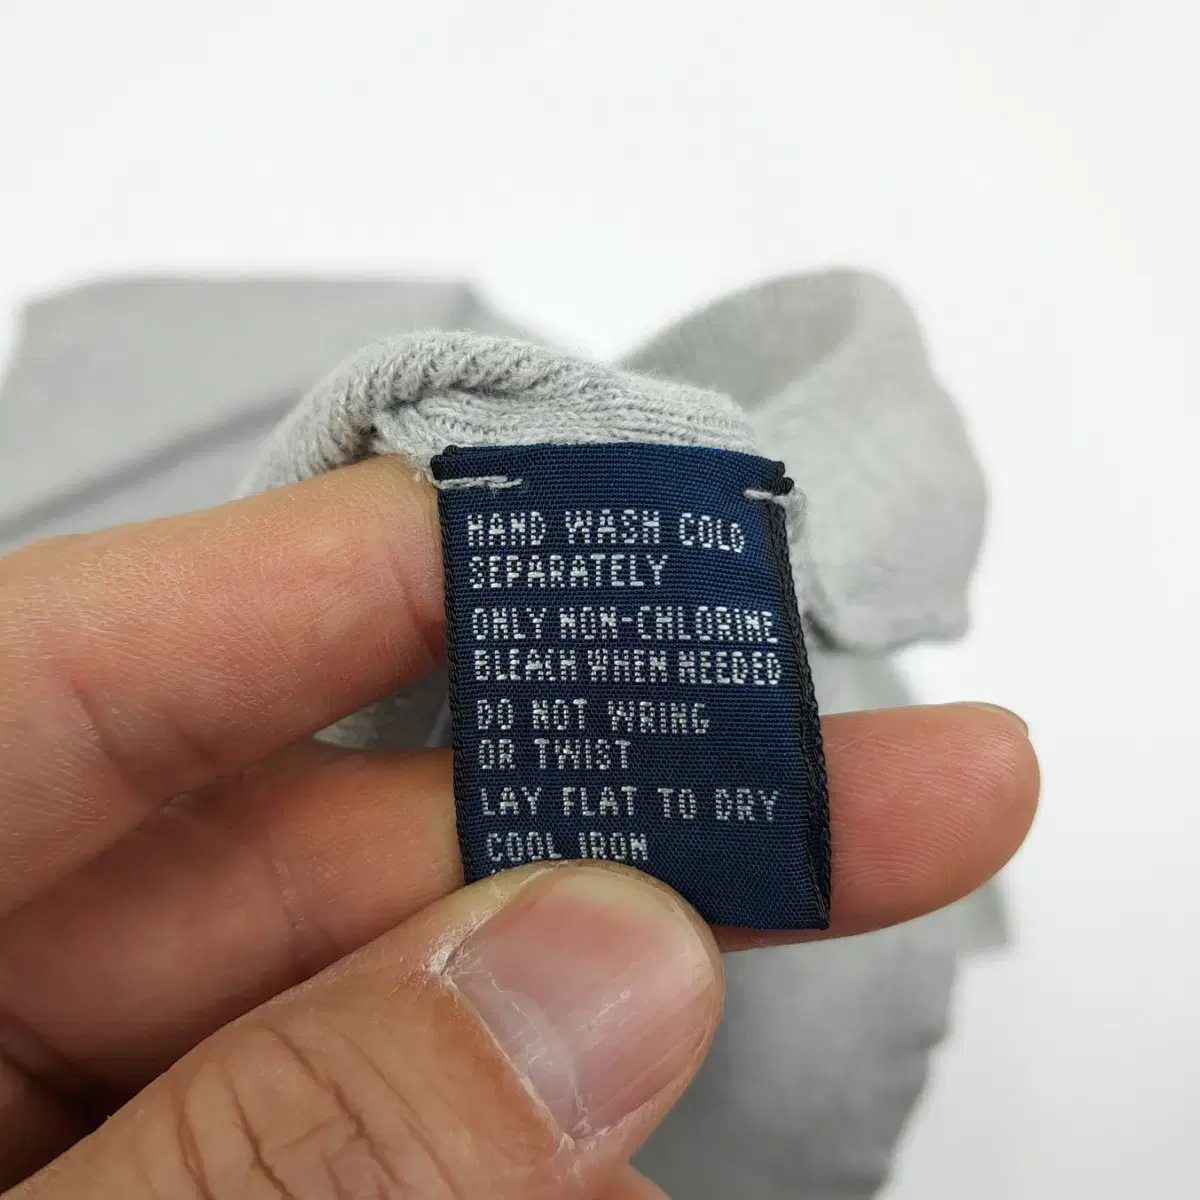 HAND WASH COLD
SEPARATELY
ONLY NON-CHLORINE
BLEACH WHEN NEEDED
DO NOT WRING
OR TWIST
LAY FLAT TO DRY
COOL IRON